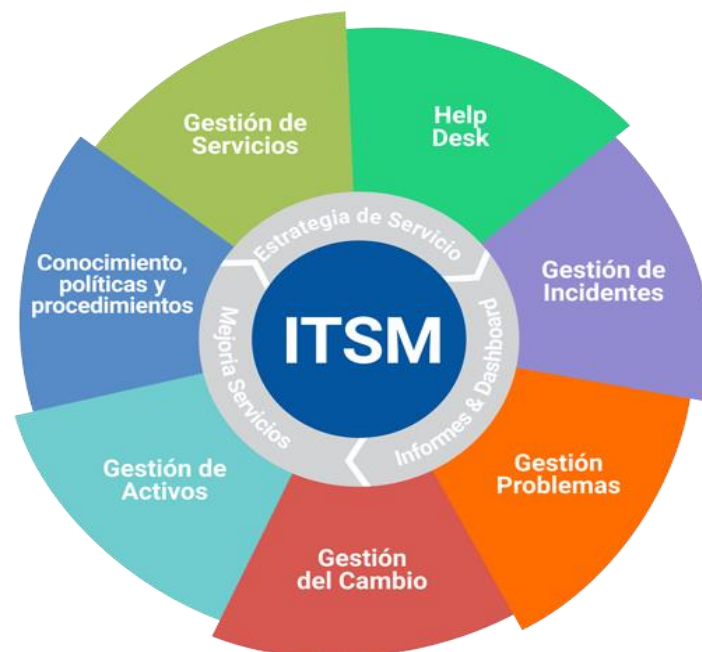 Gestión de
Servicios
Help
Desk
Conocimiento,
políticas y
procedimientos
Estrategia de Servicio
Gestión de
Incidentes
ITSM
Mejoria Servicios
Informes & Dashboard
Gestión de
Activos
Gestión
Problemas
Gestión
del Cambio